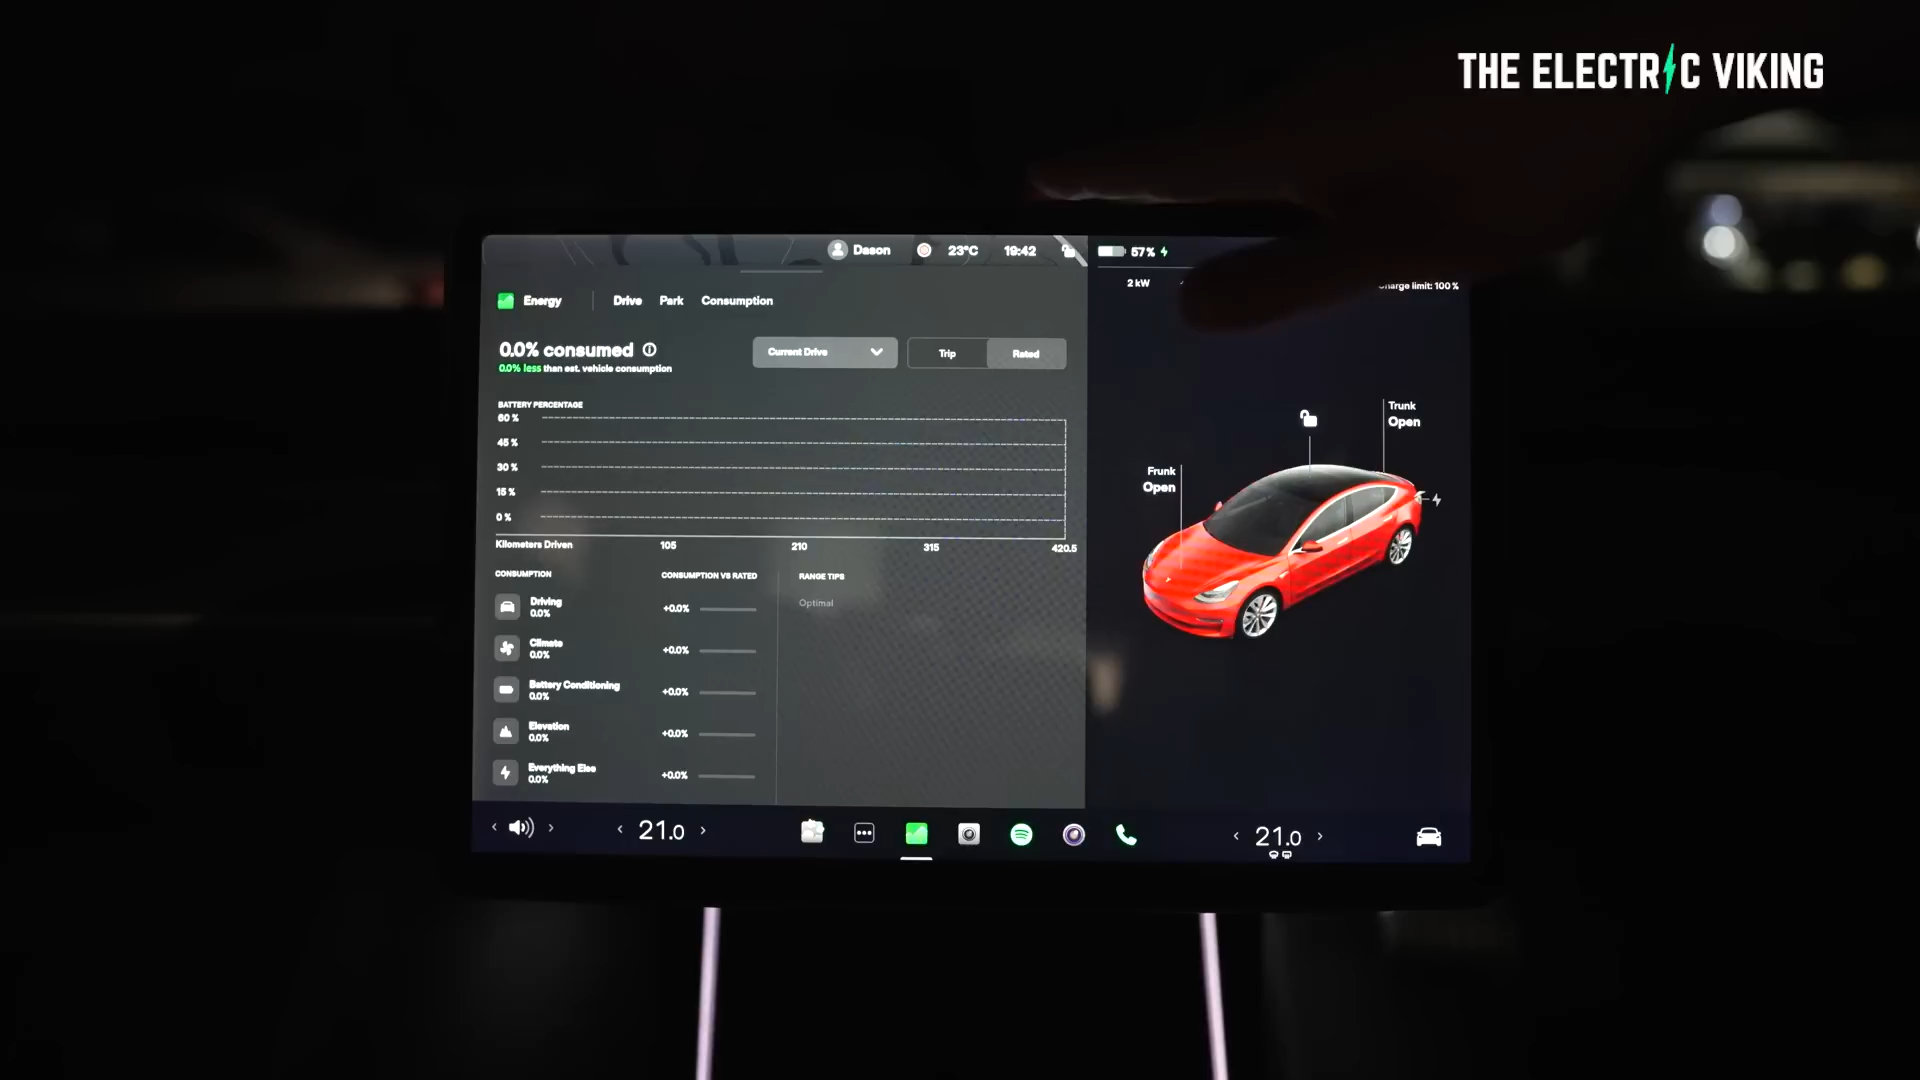 THE ELECTRIC VIKING
Dason 23°C 19:42
57%
2 kW
Charge limit: 100%
Energy Drive Park Consumption
0.0% consumed
0.0% less than est. vehicle consumption
Current Drive
Trip Rated
BATTERY PERCENTAGE
60 %
45 %
30 %
15 %
0 %
Kilometers Driven 105 210 315 420.5
CONSUMPTION CONSUMPTION VS RATED RANGE TIPS
Optimal
Driving
0.0%
+0.0%
Climate
0.0%
+0.0%
Battery Conditioning
0.0%
+0.0%
Elevation
0.0%
+0.0%
Everything Else
0.0%
+0.0%
Trunk
Open
Frunk
Open
21.0
21.0